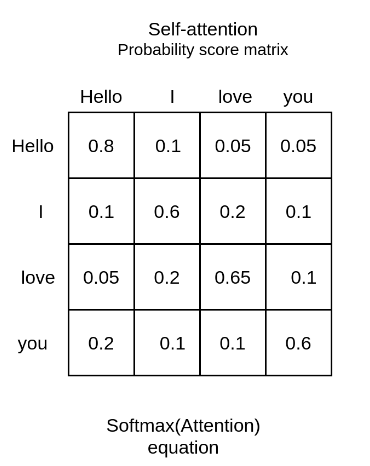 Self-attention
Probability score matrix
Hello I love you
Hello 0.8 0.1 0.05 0.05
I 0.1 0.6 0.2 0.1
love 0.05 0.2 0.65 0.1
you 0.2 0.1 0.1 0.6
Softmax(Attention)
equation